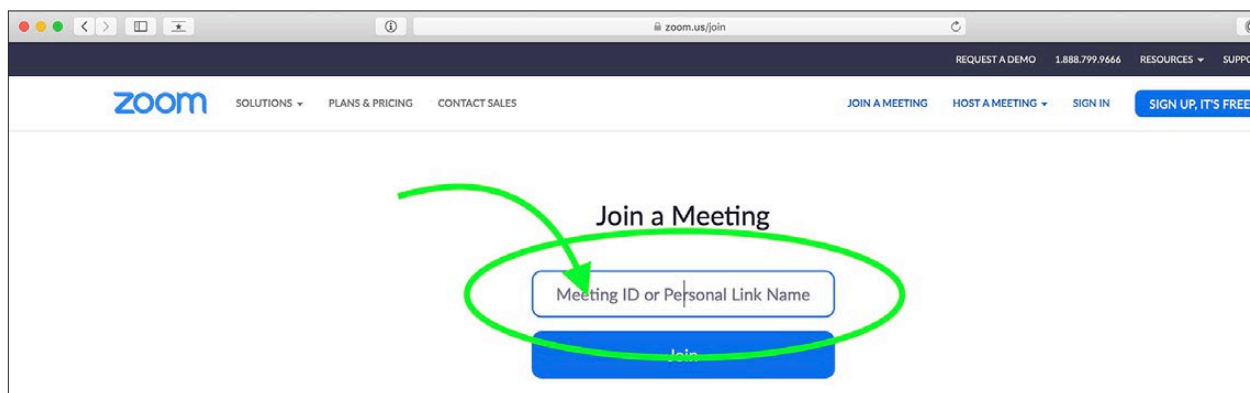 zoom.us/join
REQUEST A DEMO 1.888.799.9666 RESOURCES
zoom SOLUTIONS PLANS & PRICING CONTACT SALES JOIN A MEETING HOST A MEETING SIGN IN SIGN UP, IT'S FREE
Join a Meeting
Meeting ID or Personal Link Name
Join